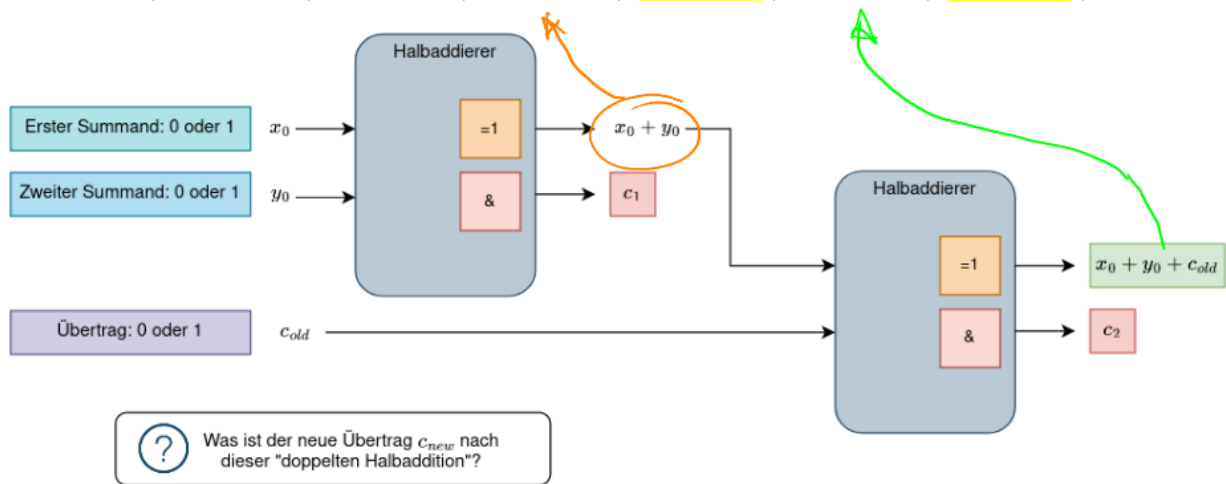 Halbaddierer
Erster Summand: 0 oder 1
x₀
=1
x₀ + y₀
Zweiter Summand: 0 oder 1
y₀
&
c₁
Halbaddierer
=1
x₀ + y₀ + c_old
Übertrag: 0 oder 1
c_old
&
c₂
? Was ist der neue Übertrag c_new nach
dieser "doppelten Halbaddition"?